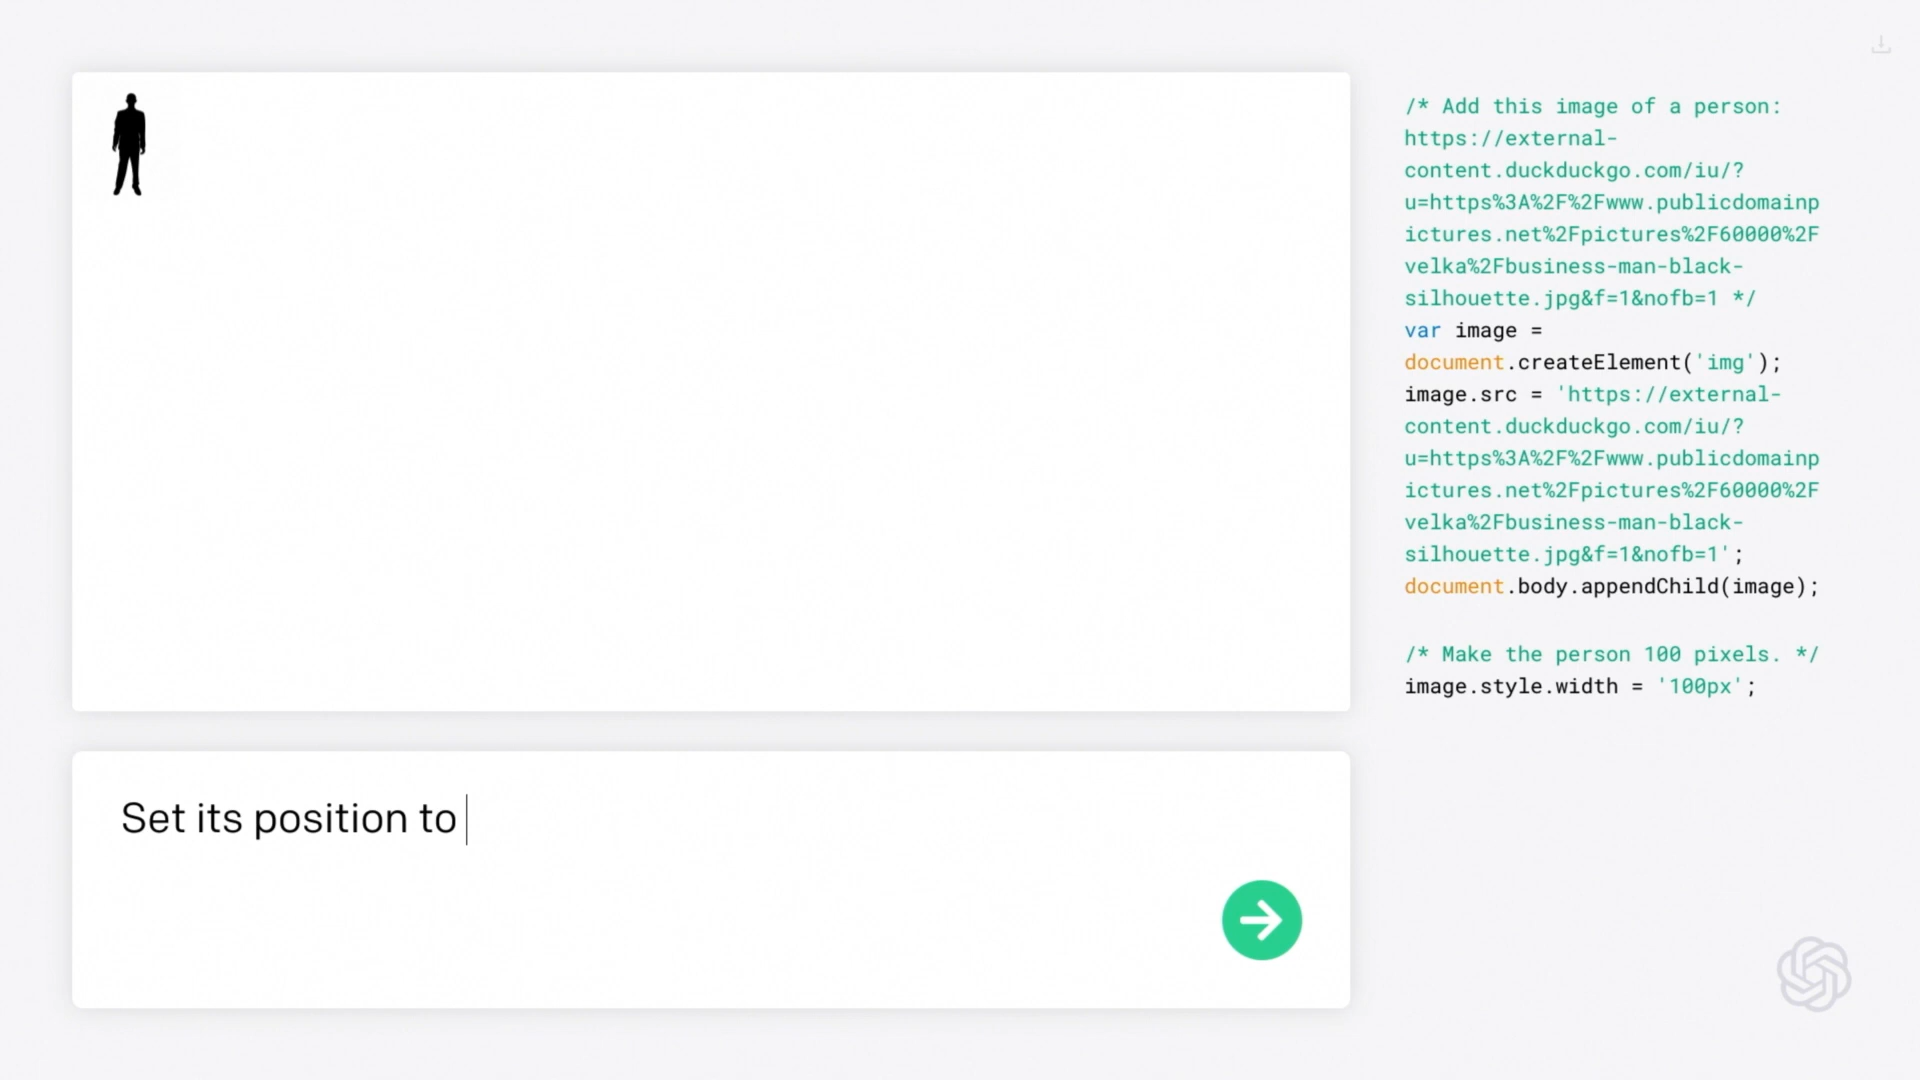 /* Add this image of a person:
https://external-
content.duckduckgo.com/iu/?
u=https%3A%2F%2Fwww.publicdomainp
ictures.net%2Fpictures%2F60000%2F
velka%2Fbusiness-man-black-
silhouette.jpg&f=1&nofb=1 */
var image =
document.createElement('img');
image.src = 'https://external-
content.duckduckgo.com/iu/?
u=https%3A%2F%2Fwww.publicdomainp
ictures.net%2Fpictures%2F60000%2F
velka%2Fbusiness-man-black-
silhouette.jpg&f=1&nofb=1';
document.body.appendChild(image);
/* Make the person 100 pixels. */
image.style.width = '100px';
Set its position to